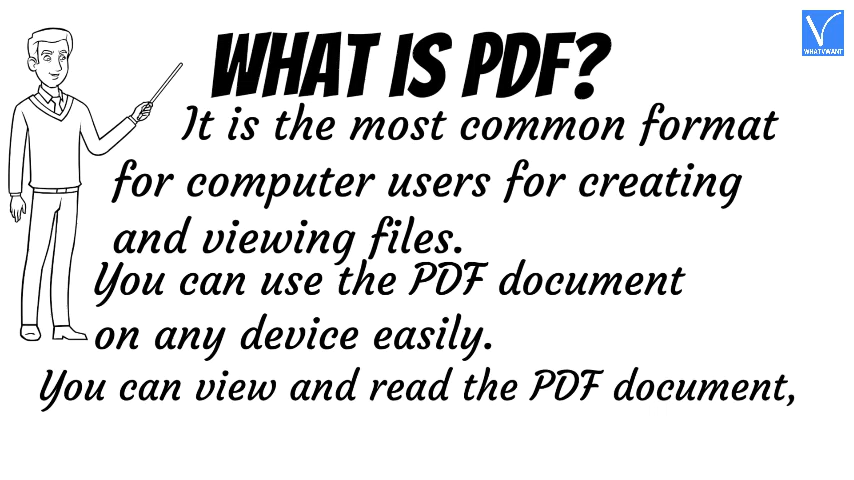 WHAT IS PDF?
WHATVWANT
It is the most common format
for computer users for creating
and viewing files.
You can use the PDF document
on any device easily.
You can view and read the PDF document,